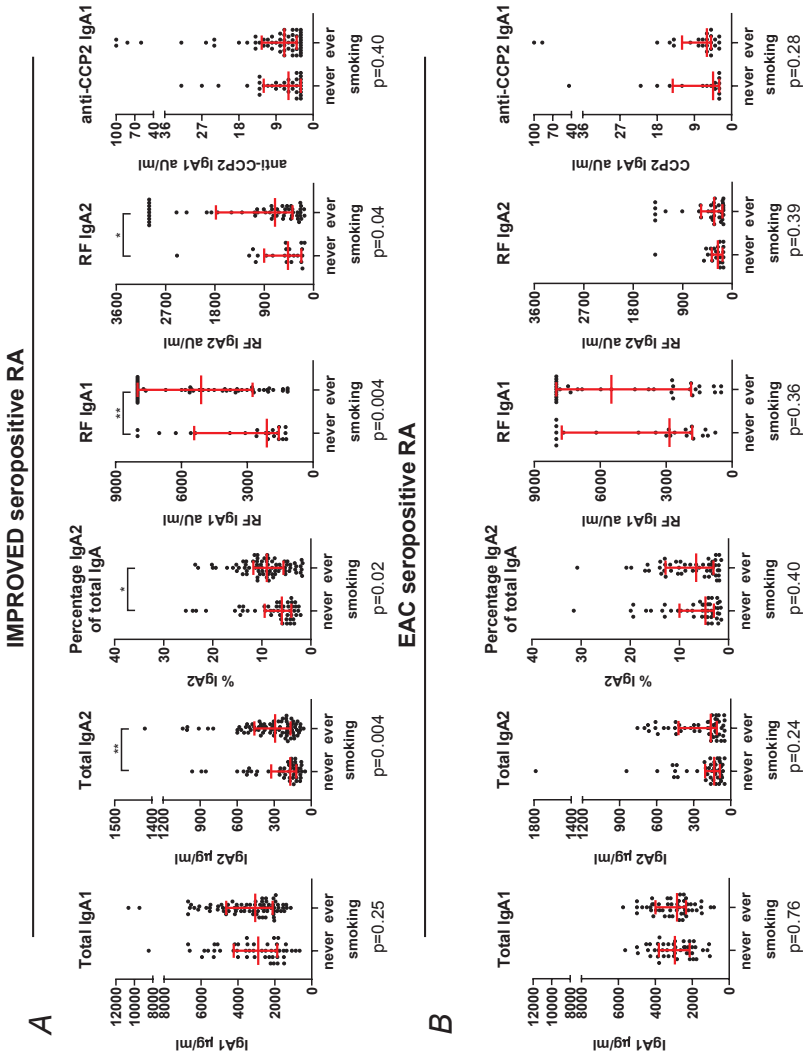 IMPROVED seropositive RA
A
Total IgA1
IgA1 µg/ml
12000
11000
10000
9000
8000
8000
6000
4000
2000
0
never ever
smoking
p=0.25
Total IgA2
**
IgA2 µg/ml
1500
1400
1300
1200
1200
900
600
300
0
never ever
smoking
p=0.004
Percentage IgA2
of total IgA
*
% IgA2
40
30
20
10
0
never ever
smoking
p=0.02
RF IgA1
**
RF IgA1 aU/ml
9000
6000
3000
0
never ever
smoking
p=0.004
RF IgA2
*
RF IgA2 aU/ml
3600
2700
1800
900
0
never ever
smoking
p=0.04
anti-CCP2 IgA1
anti-CCP2 IgA1 aU/ml
100
70
40
36
27
18
9
0
never ever
smoking
p=0.40
EAC seropositive RA
B
Total IgA1
IgA1 µg/ml
12000
11000
10000
9000
8000
8000
6000
4000
2000
0
never ever
smoking
p=0.76
Total IgA2
IgA2 µg/ml
1800
1500
1200
1200
900
600
300
0
never ever
smoking
p=0.24
Percentage IgA2
of total IgA
% IgA2
40
30
20
10
0
never ever
smoking
p=0.40
RF IgA1
RF IgA1 aU/ml
9000
6000
3000
0
never ever
smoking
p=0.36
RF IgA2
RF IgA2 aU/ml
3600
2700
1800
900
0
never ever
smoking
p=0.39
anti-CCP2 IgA1
CCP2 IgA1 aU/ml
100
70
40
36
27
18
9
0
never ever
smoking
p=0.28